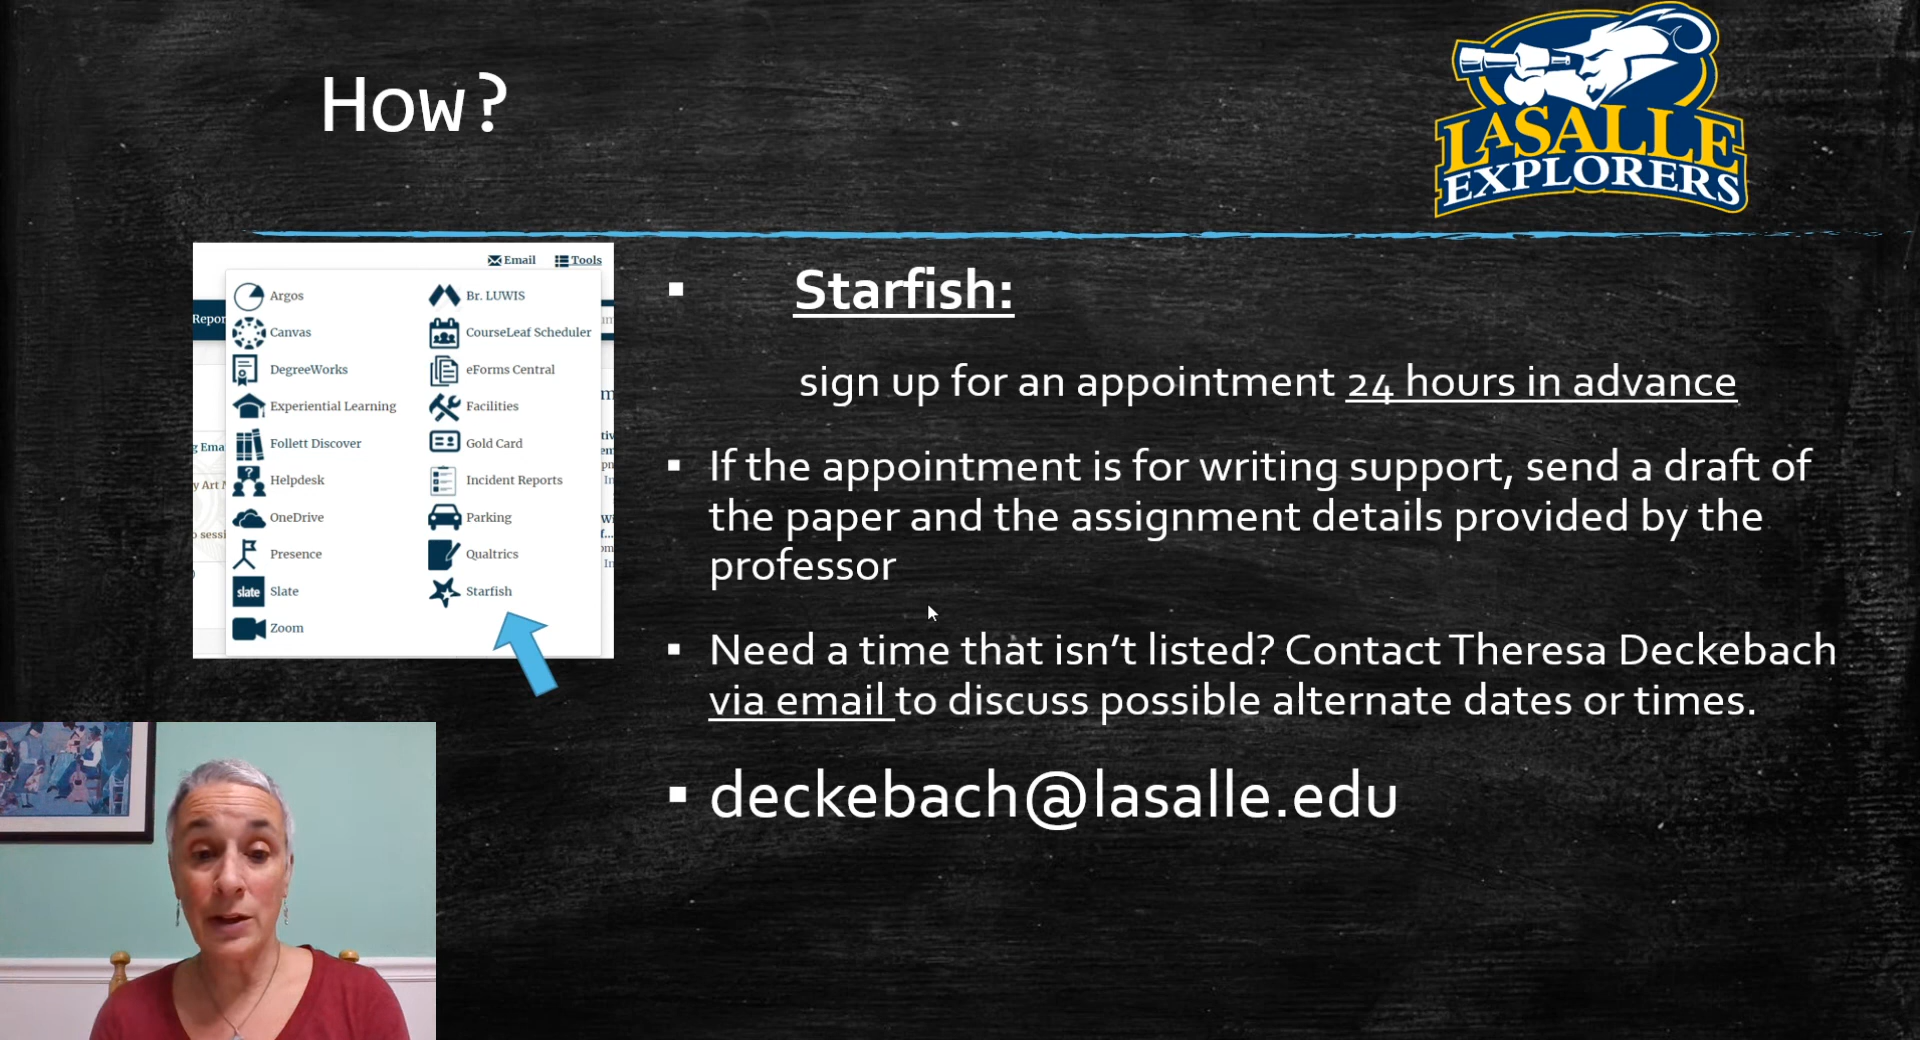 How?
LASALLE
EXPLORERS
Email
Tools
Repor
Argos
Br. LUWIS
Canvas
CourseLeaf Scheduler
DegreeWorks
eForms Central
Experiential Learning
Facilities
Follett Discover
Gold Card
Helpdesk
Incident Reports
OneDrive
Parking
Presence
Qualtrics
slate
Slate
Starfish
Zoom
▪ Starfish:
sign up for an appointment 24 hours in advance
▪ If the appointment is for writing support, send a draft of
the paper and the assignment details provided by the
professor
▪ Need a time that isn’t listed? Contact Theresa Deckebach
via email to discuss possible alternate dates or times.
▪ deckebach@lasalle.edu